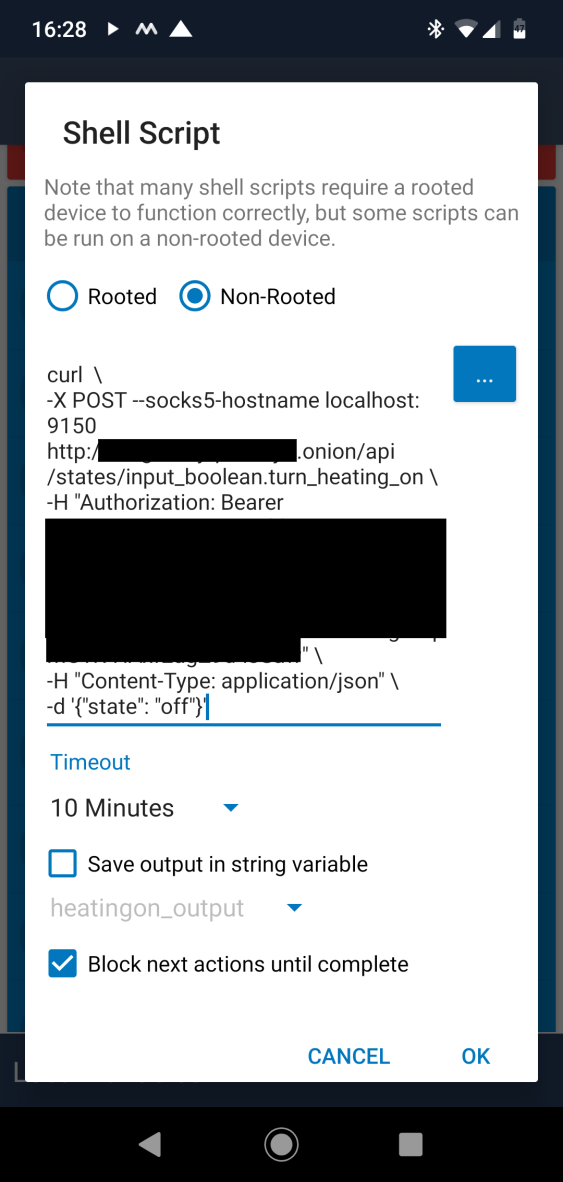 16:28
47
Shell Script
Note that many shell scripts require a rooted
device to function correctly, but some scripts can
be run on a non-rooted device.
Rooted Non-Rooted
...
curl \
-X POST --socks5-hostname localhost:
9150
http:/ .onion/api
/states/input_boolean.turn_heating_on \
-H "Authorization: Bearer
" \
-H "Content-Type: application/json" \
-d '{"state": "off"}'
Timeout
10 Minutes
Save output in string variable
heatingon_output
Block next actions until complete
CANCEL OK